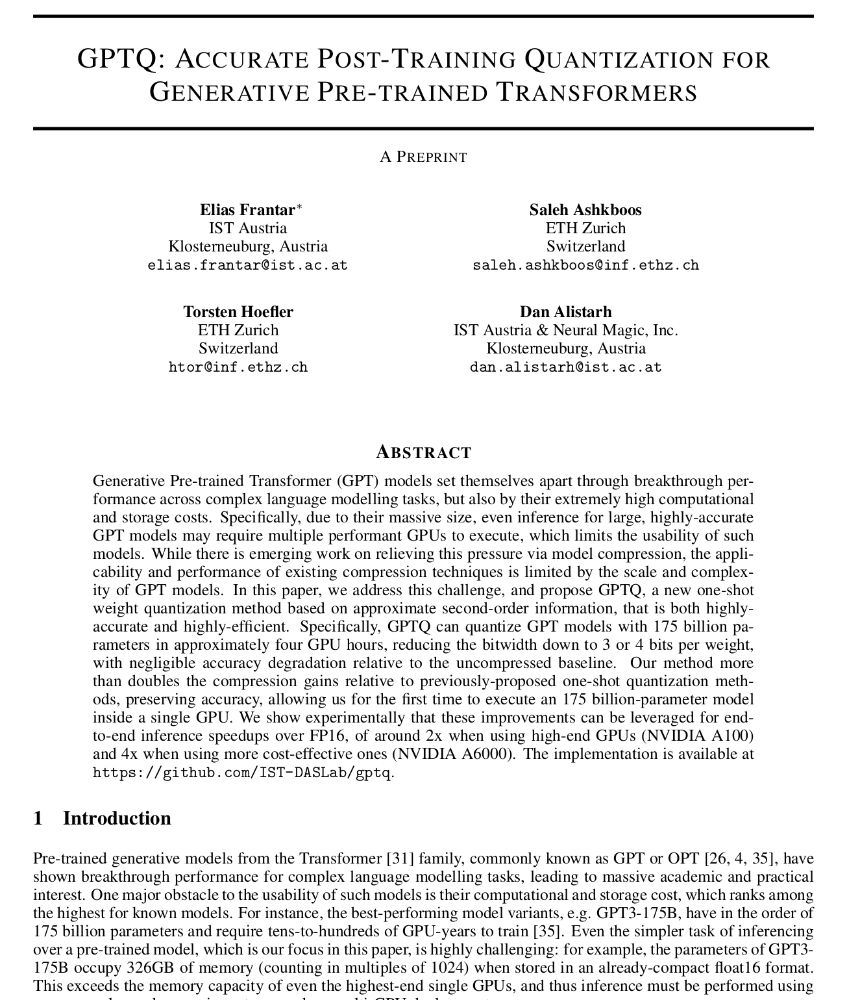 GPTQ: ACCURATE POST-TRAINING QUANTIZATION FOR
GENERATIVE PRE-TRAINED TRANSFORMERS
A PREPRINT
Elias Frantar*
IST Austria
Klosterneuburg, Austria
elias.frantar@ist.ac.at
Saleh Ashkboos
ETH Zurich
Switzerland
saleh.ashkboos@inf.ethz.ch
Torsten Hoefler
ETH Zurich
Switzerland
htor@inf.ethz.ch
Dan Alistarh
IST Austria & Neural Magic, Inc.
Klosterneuburg, Austria
dan.alistarh@ist.ac.at
ABSTRACT
Generative Pre-trained Transformer (GPT) models set themselves apart through breakthrough per-
formance across complex language modelling tasks, but also by their extremely high computational
and storage costs. Specifically, due to their massive size, even inference for large, highly-accurate
GPT models may require multiple performant GPUs to execute, which limits the usability of such
models. While there is emerging work on relieving this pressure via model compression, the appli-
cability and performance of existing compression techniques is limited by the scale and complex-
ity of GPT models. In this paper, we address this challenge, and propose GPTQ, a new one-shot
weight quantization method based on approximate second-order information, that is both highly-
accurate and highly-efficient. Specifically, GPTQ can quantize GPT models with 175 billion pa-
rameters in approximately four GPU hours, reducing the bitwidth down to 3 or 4 bits per weight,
with negligible accuracy degradation relative to the uncompressed baseline. Our method more
than doubles the compression gains relative to previously-proposed one-shot quantization meth-
ods, preserving accuracy, allowing us for the first time to execute an 175 billion-parameter model
inside a single GPU. We show experimentally that these improvements can be leveraged for end-
to-end inference speedups over FP16, of around 2x when using high-end GPUs (NVIDIA A100)
and 4x when using more cost-effective ones (NVIDIA A6000). The implementation is available at
https://github.com/IST-DASLab/gptq.
1 Introduction
Pre-trained generative models from the Transformer [31] family, commonly known as GPT or OPT [26, 4, 35], have
shown breakthrough performance for complex language modelling tasks, leading to massive academic and practical
interest. One major obstacle to the usability of such models is their computational and storage cost, which ranks among
the highest for known models. For instance, the best-performing model variants, e.g. GPT3-175B, have in the order of
175 billion parameters and require tens-to-hundreds of GPU-years to train [35]. Even the simpler task of inferencing
over a pre-trained model, which is our focus in this paper, is highly challenging: for example, the parameters of GPT3-
175B occupy 326GB of memory (counting in multiples of 1024) when stored in an already-compact float16 format.
This exceeds the memory capacity of even the highest-end single GPUs, and thus inference must be performed using